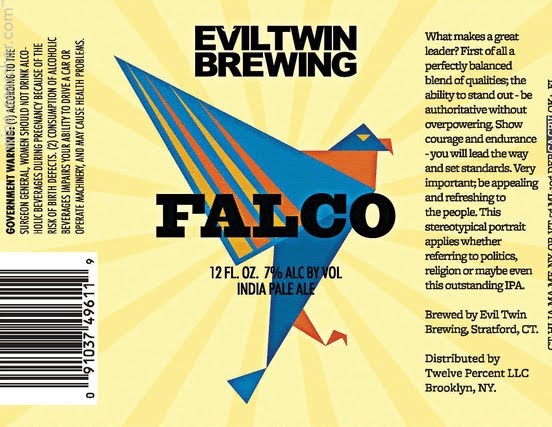 EVILTWIN
BREWING
FALCO
12 FL. OZ. 7% ALC BY VOL
INDIA PALE ALE
GOVERNMENT WARNING: (1) ACCORDING TO THE
SURGEON GENERAL, WOMEN SHOULD NOT DRINK ALCO-
HOLIC BEVERAGES DURING PREGNANCY BECAUSE OF THE
RISK OF BIRTH DEFECTS. (2) CONSUMPTION OF ALCOHOLIC
BEVERAGES IMPAIRS YOUR ABILITY TO DRIVE A CAR OR
OPERATE MACHINERY, AND MAY CAUSE HEALTH PROBLEMS.
0 91037 49611 9
What makes a great
leader? First of all a
perfectly balanced
blend of qualities; the
ability to stand out - be
authoritative without
overpowering. Show
courage and endurance
- you will lead the way
and set standards. Very
important; be appealing
and refreshing to
the people. This
stereotypical portrait
applies whether
referring to politics,
religion or maybe even
this outstanding IPA.
Brewed by Evil Twin
Brewing, Stratford, CT.
Distributed by
Twelve Percent LLC
Brooklyn, NY.